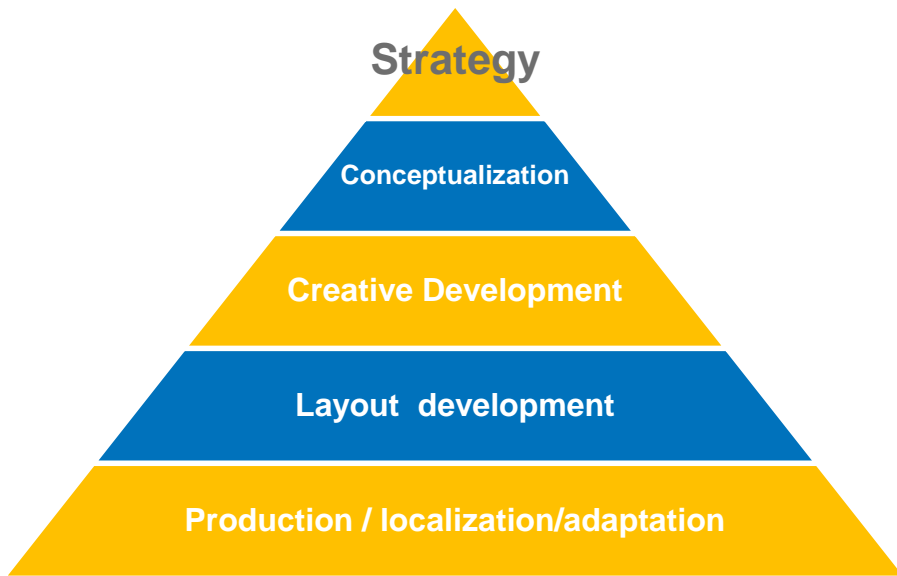 Strategy
Conceptualization
Creative Development
Layout  development
Production / localization/adaptation